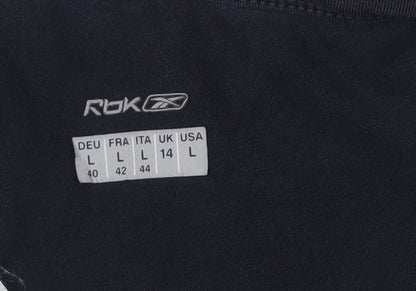 Rbk
DEU FRA ITA UK USA
L L L 14 L
40 42 44